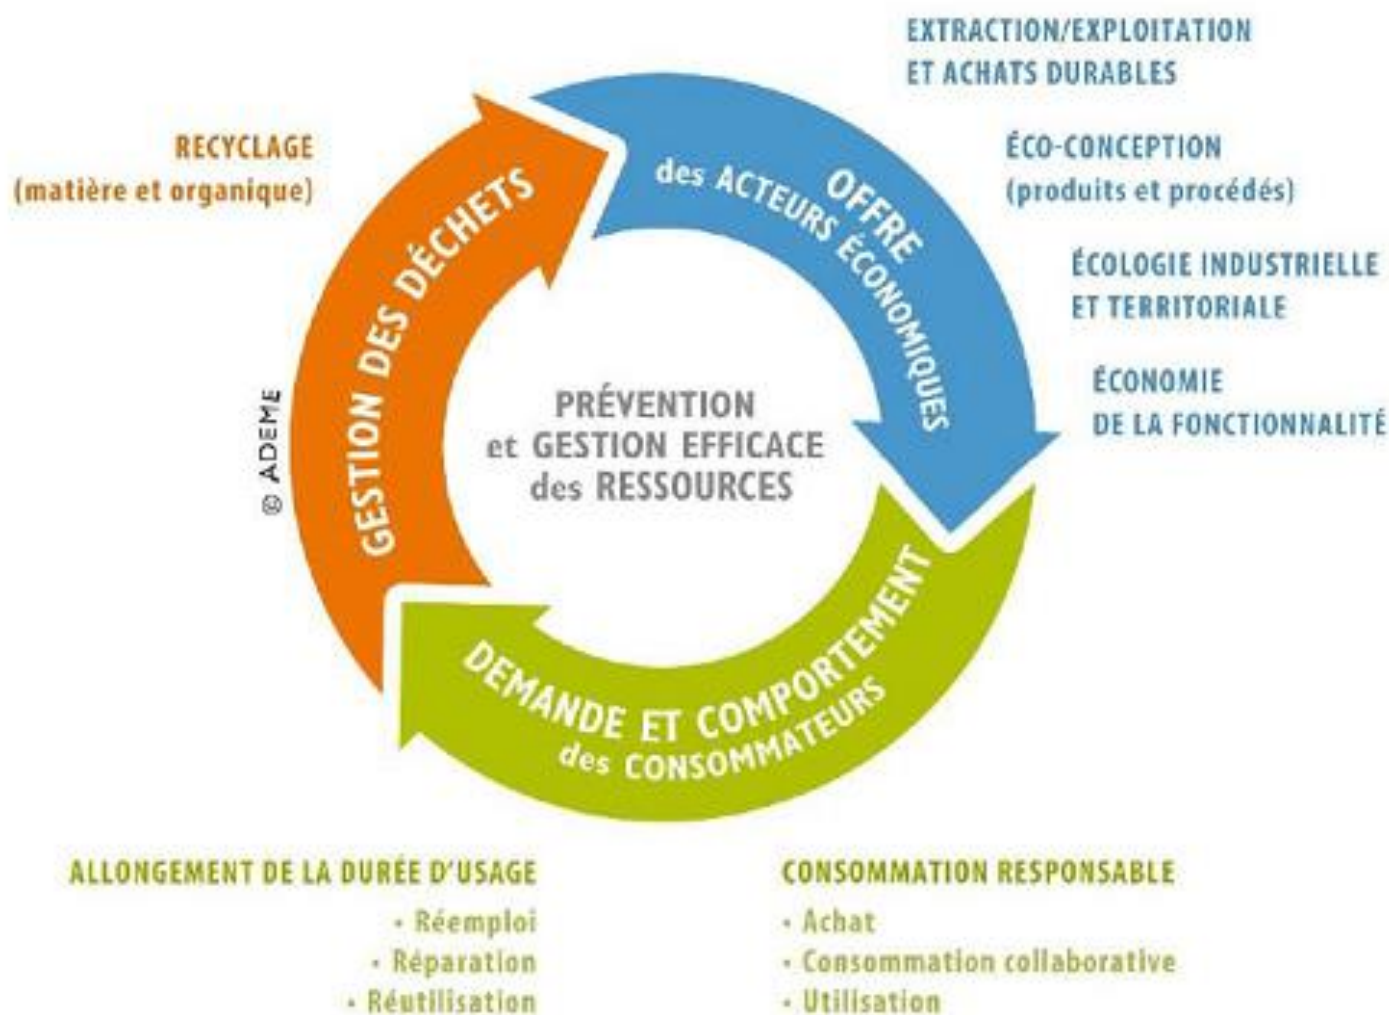 EXTRACTION/EXPLOITATION
ET ACHATS DURABLES
ÉCO-CONCEPTION
(produits et procédés)
ÉCOLOGIE INDUSTRIELLE
ET TERRITORIALE
ÉCONOMIE
DE LA FONCTIONNALITÉ
RECYCLAGE
(matière et organique)
OFFRE
des ACTEURS ÉCONOMIQUES
GESTION DES DÉCHETS
PRÉVENTION
et GESTION EFFICACE
des RESSOURCES
© ADEME
DEMANDE ET COMPORTEMENT
des CONSOMMATEURS
ALLONGEMENT DE LA DURÉE D'USAGE
• Réemploi
• Réparation
• Réutilisation
CONSOMMATION RESPONSABLE
• Achat
• Consommation collaborative
• Utilisation